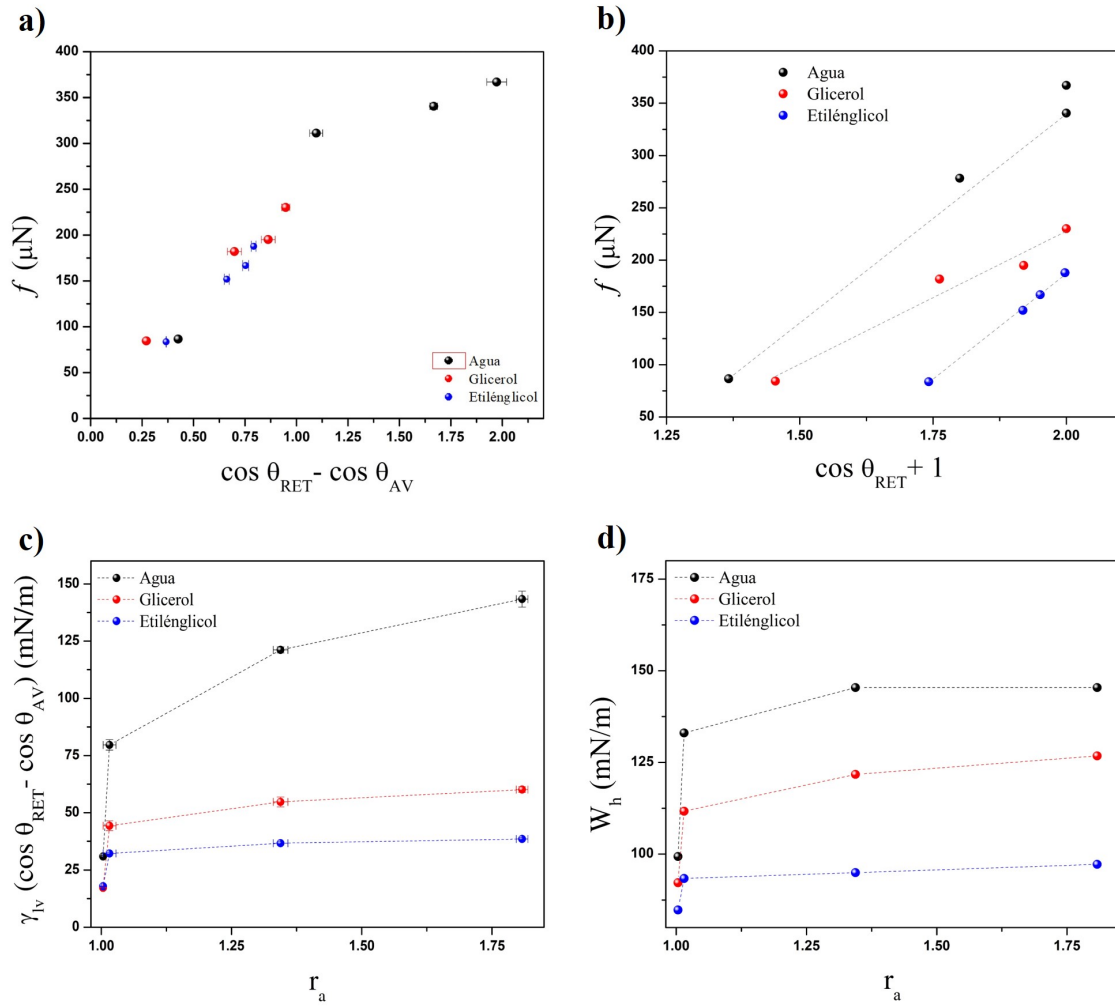 a)
400
350
300
250
200
150
100
50
0
f (μN)
0.00 0.25 0.50 0.75 1.00 1.25 1.50 1.75 2.00
cos θRET- cos θAV
Agua
Glicerol
Etilénglicol
b)
400
350
300
250
200
150
100
50
f (μN)
1.25 1.50 1.75 2.00
cos θRET+ 1
Agua
Glicerol
Etilénglicol
c)
150
125
100
75
50
25
0
γlv (cos θRET- cos θAV) (mN/m)
1.00 1.25 1.50 1.75
ra
Agua
Glicerol
Etilénglicol
d)
175
150
125
100
Wh (mN/m)
1.00 1.25 1.50 1.75
ra
Agua
Glicerol
Etilénglicol